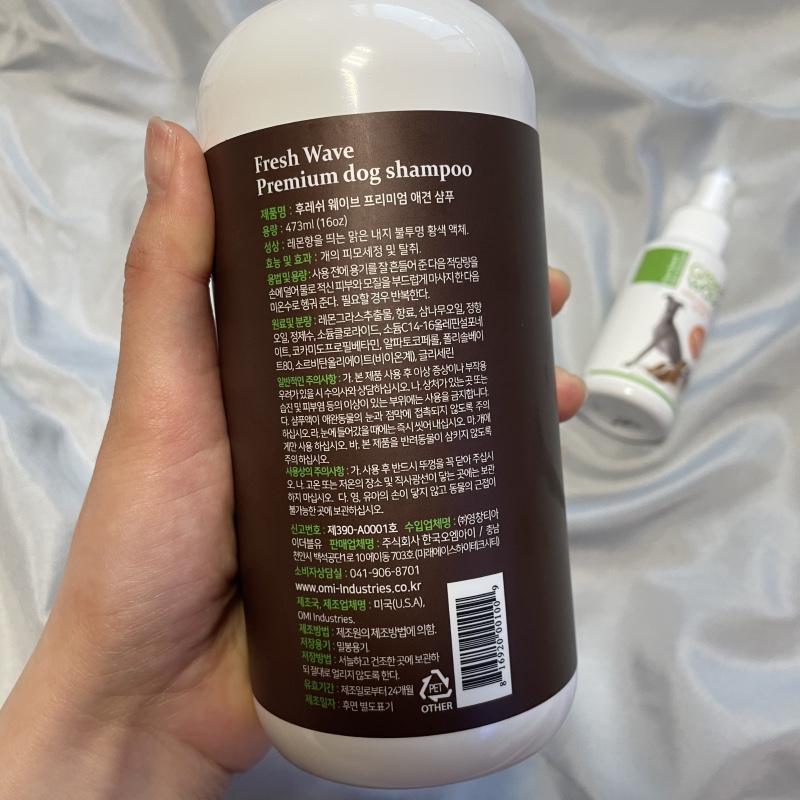 Fresh Wave
Premium dog shampoo
제품명 : 후레쉬 웨이브 프리미엄 애견 샴푸
용량 : 473ml (16oz)
성상 : 레몬향을 띄는 맑은 내지 불투명 황색 액체.
효능 및 효과 : 개의 피모세정 및 탈취.
용법 및 용량 : 사용 전에 용기를 잘 흔들어 준 다음 적당량을
손에 덜어 물로 적신 피부와 모질을 부드럽게 마사지 한 다음
미온수로 헹궈 준다. 필요할 경우 반복한다.
원료 및 분량 : 레몬그라스추출물, 향료, 삼나무오일, 정향
오일, 정제수, 소듐클로라이드, 소듐C14-16올레핀설포네
이트, 코카미도프로필베타인, 알파토코페롤, 폴리솔베이
트80, 소르비탄올리에이트(비이온계), 글리세린
일반적인 주의사항 : 가. 본 제품 사용 후 이상 증상이나 부작용
우려가 있을 시 수의사와 상담하십시오. 나. 상처가 있는 곳 또는
습진 및 피부염 등의 이상이 있는 부위에는 사용을 금지합니다.
다. 샴푸액이 애완동물의 눈과 점막에 접촉되지 않도록 주의
하십시오. 라. 눈에 들어갔을 때에는 즉시 씻어 내십시오. 마. 개에
게만 사용 하십시오. 바. 본 제품을 반려동물이 삼키지 않도록
주의하십시오.
사용상의 주의사항 : 가. 사용 후 반드시 뚜껑을 꼭 닫아 주십시
오. 나. 고온 또는 저온의 장소 및 직사광선이 닿는 곳에는 보관
하지 마십시오. 다. 영, 유아의 손이 닿지 않고 동물의 근접이
불가능한 곳에 보관하십시오.
신고번호 : 제390-A0001호 수입업체명 : (주)영창티아
이더블유 판매업체명 : 주식회사 한국오엠아이 / 충남
천안시 백석공단1로 10 에이동 703호 (미래에이스하이테크시티)
소비자상담실 : 041-906-8701
www.omi-Industries.co.kr
제조국, 제조업체명 : 미국(U.S.A),
OMI Industries.
제조방법 : 제조원의 제조방법에 의함.
저장용기 : 밀봉용기.
저장방법 : 서늘하고 건조한 곳에 보관하
되 절대로 얼리지 않도록 한다.
유효기간 : 제조일로부터 24개월
제조일자 : 후면 별도표기
PET
OTHER
8 16920 00100 9